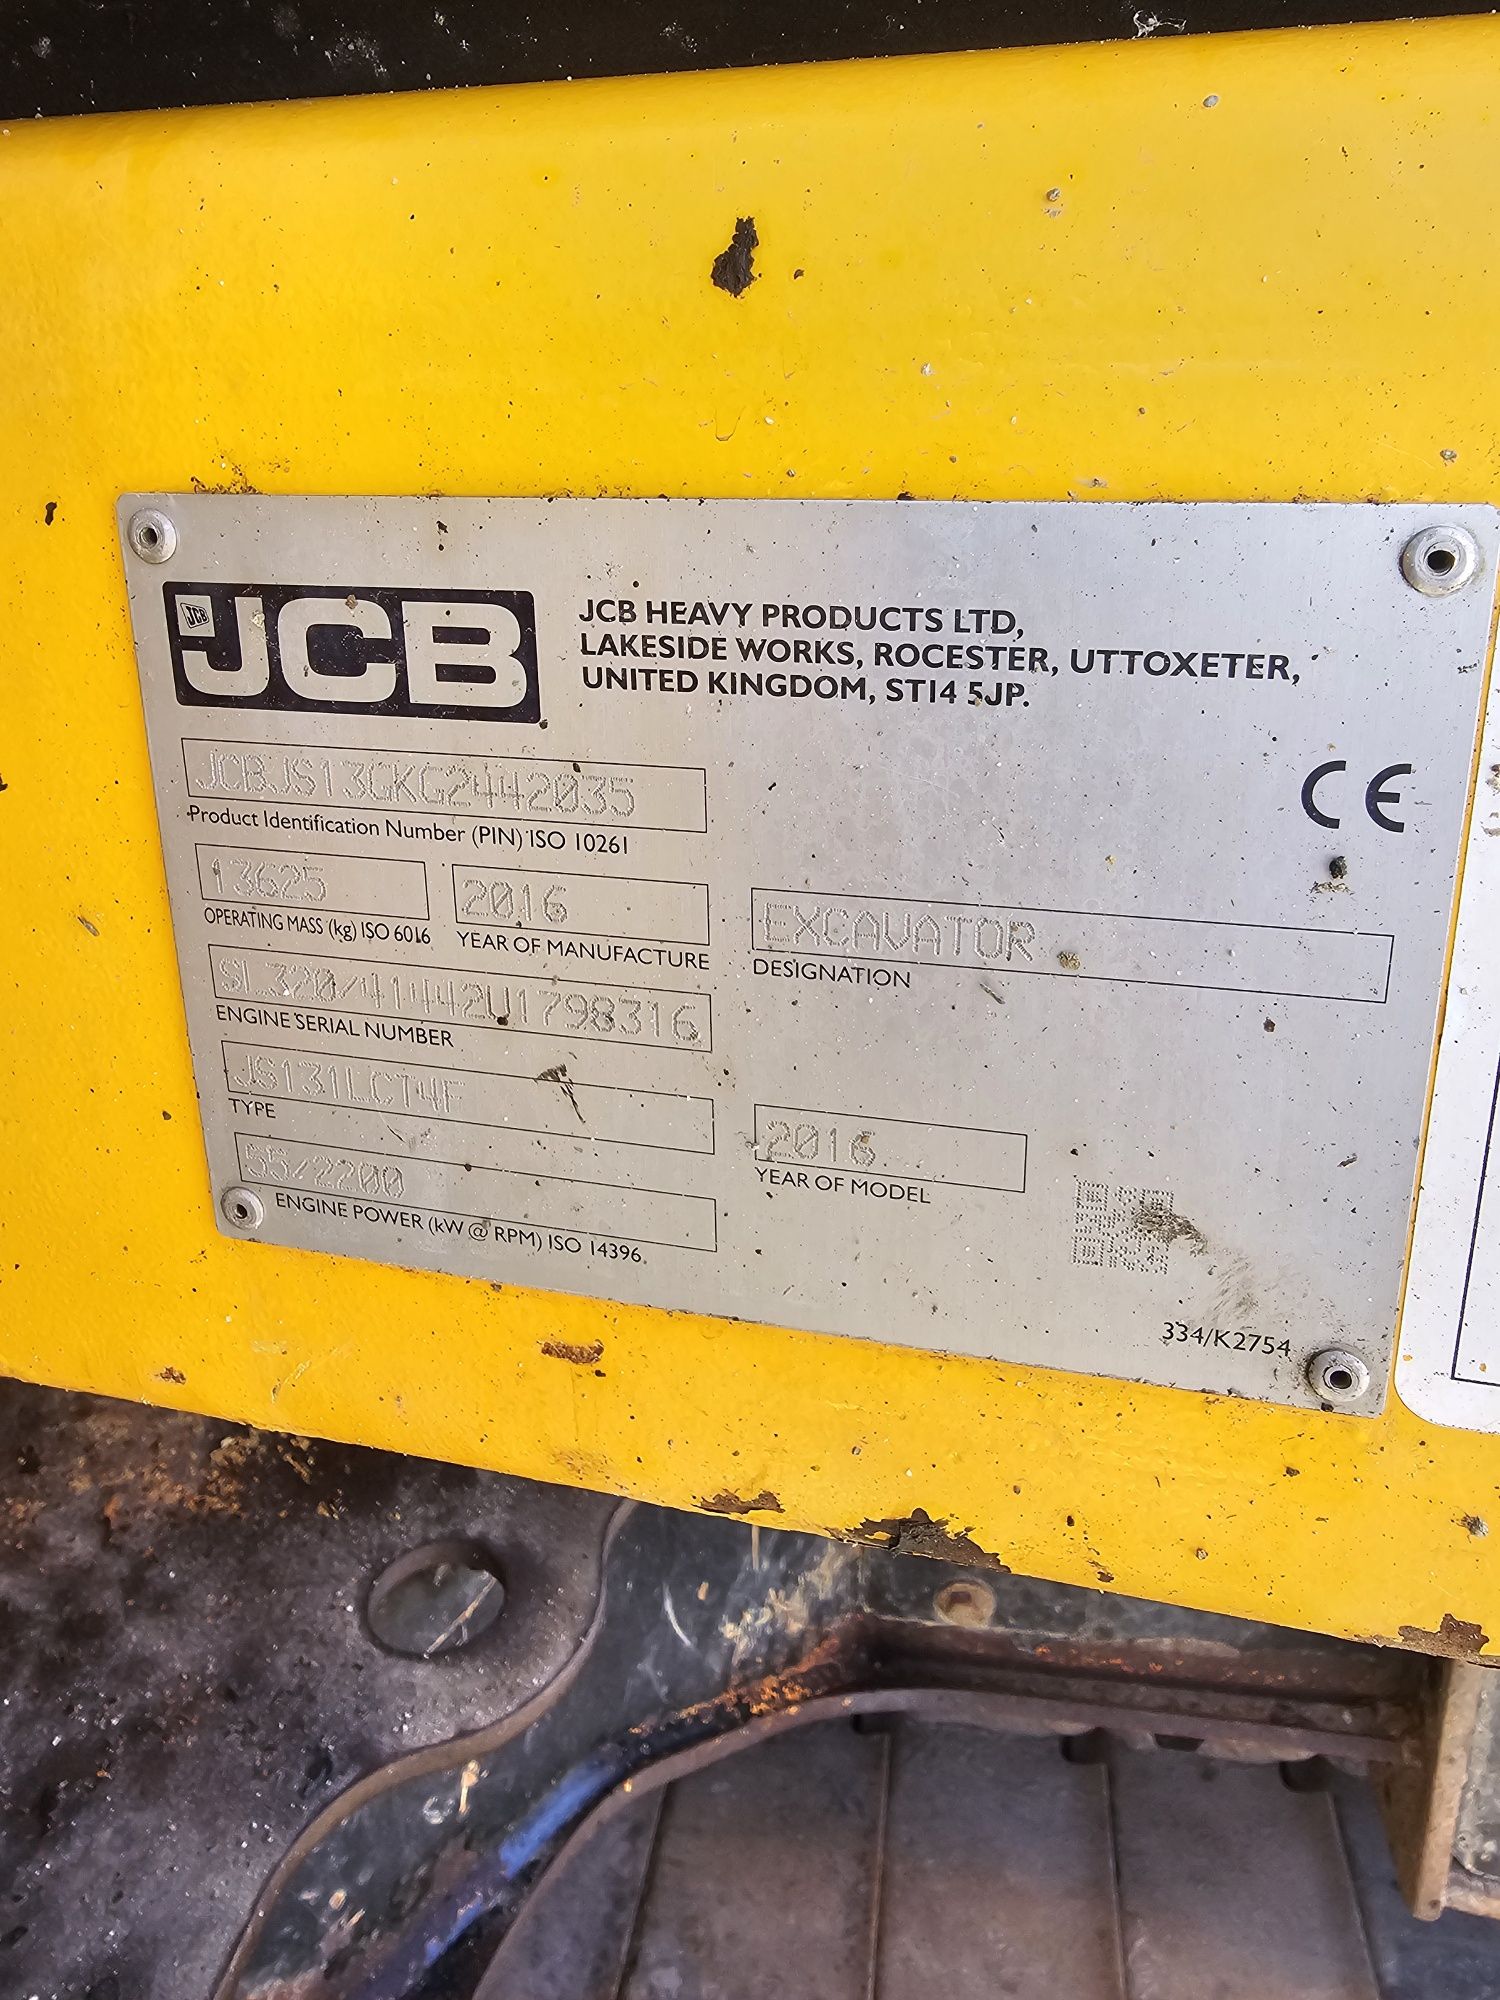 JCB
JCB
JCB HEAVY PRODUCTS LTD,
LAKESIDE WORKS, ROCESTER, UTTOXETER,
UNITED KINGDOM, ST14 5JP.
JCBJS13GKG2442035
Product Identification Number (PIN) ISO 10261
CE
13625
OPERATING MASS (kg) ISO 6016
2016
YEAR OF MANUFACTURE
EXCAVATOR
DESIGNATION
SL320/41442U1798316
ENGINE SERIAL NUMBER
JS131LCT4F
TYPE
2016
YEAR OF MODEL
55/2200
ENGINE POWER (kW @ RPM) ISO 14396
334/K2754